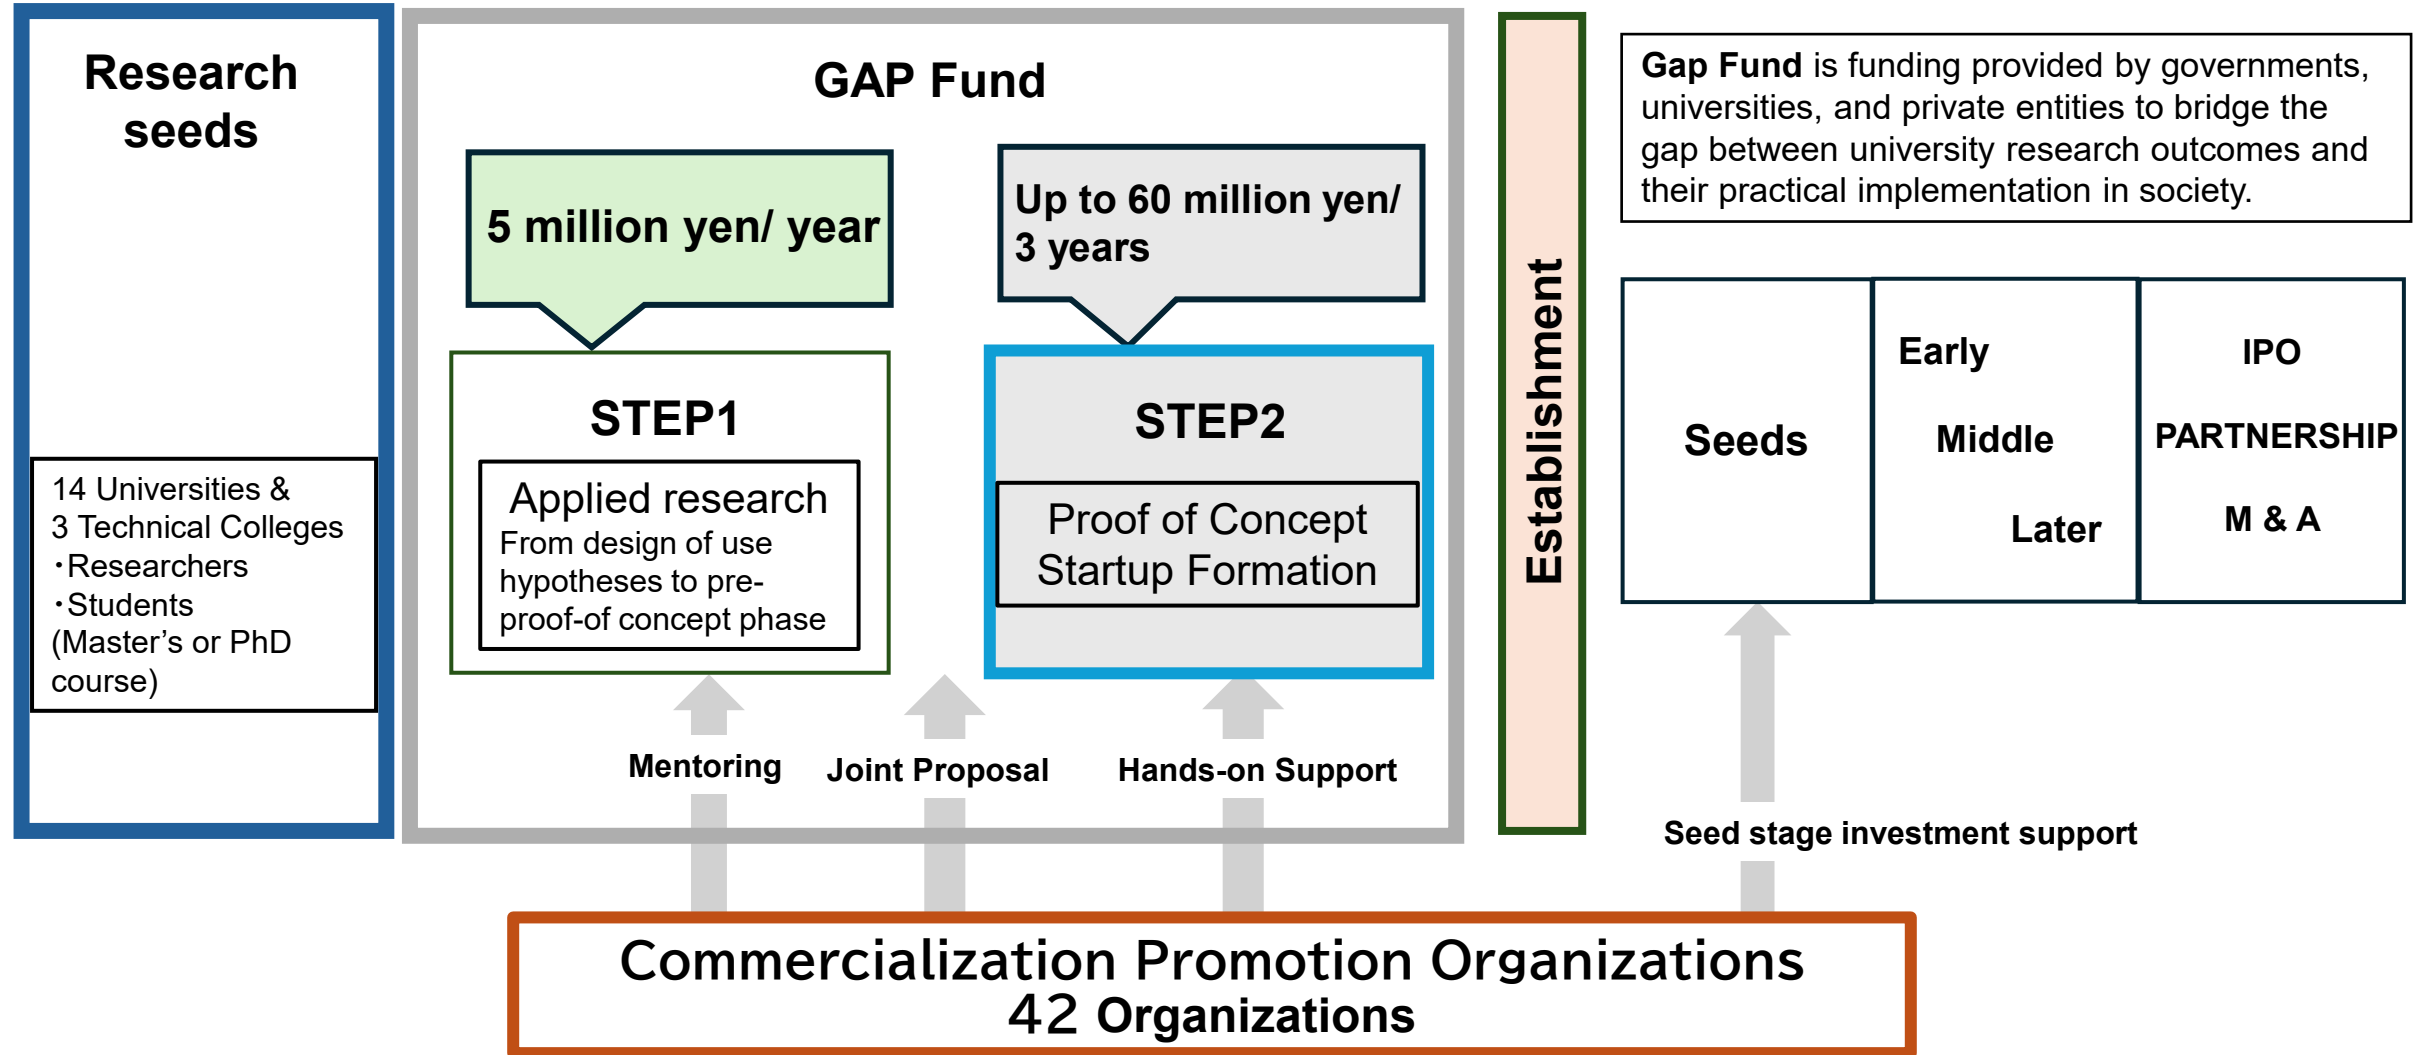 Research
seeds
14 Universities &
3 Technical Colleges
・Researchers
・Students
(Master’s or PhD
course)
GAP Fund
5 million yen/ year
Up to 60 million yen/
3 years
STEP1
Applied research
From design of use
hypotheses to pre-
proof-of concept phase
STEP2
Proof of Concept
Startup Formation
Mentoring
Joint Proposal
Hands-on Support
Establishment
Gap Fund is funding provided by governments,
universities, and private entities to bridge the
gap between university research outcomes and
their practical implementation in society.
Seeds
Early
Middle
Later
IPO
PARTNERSHIP
M & A
Seed stage investment support
Commercialization Promotion Organizations
42 Organizations